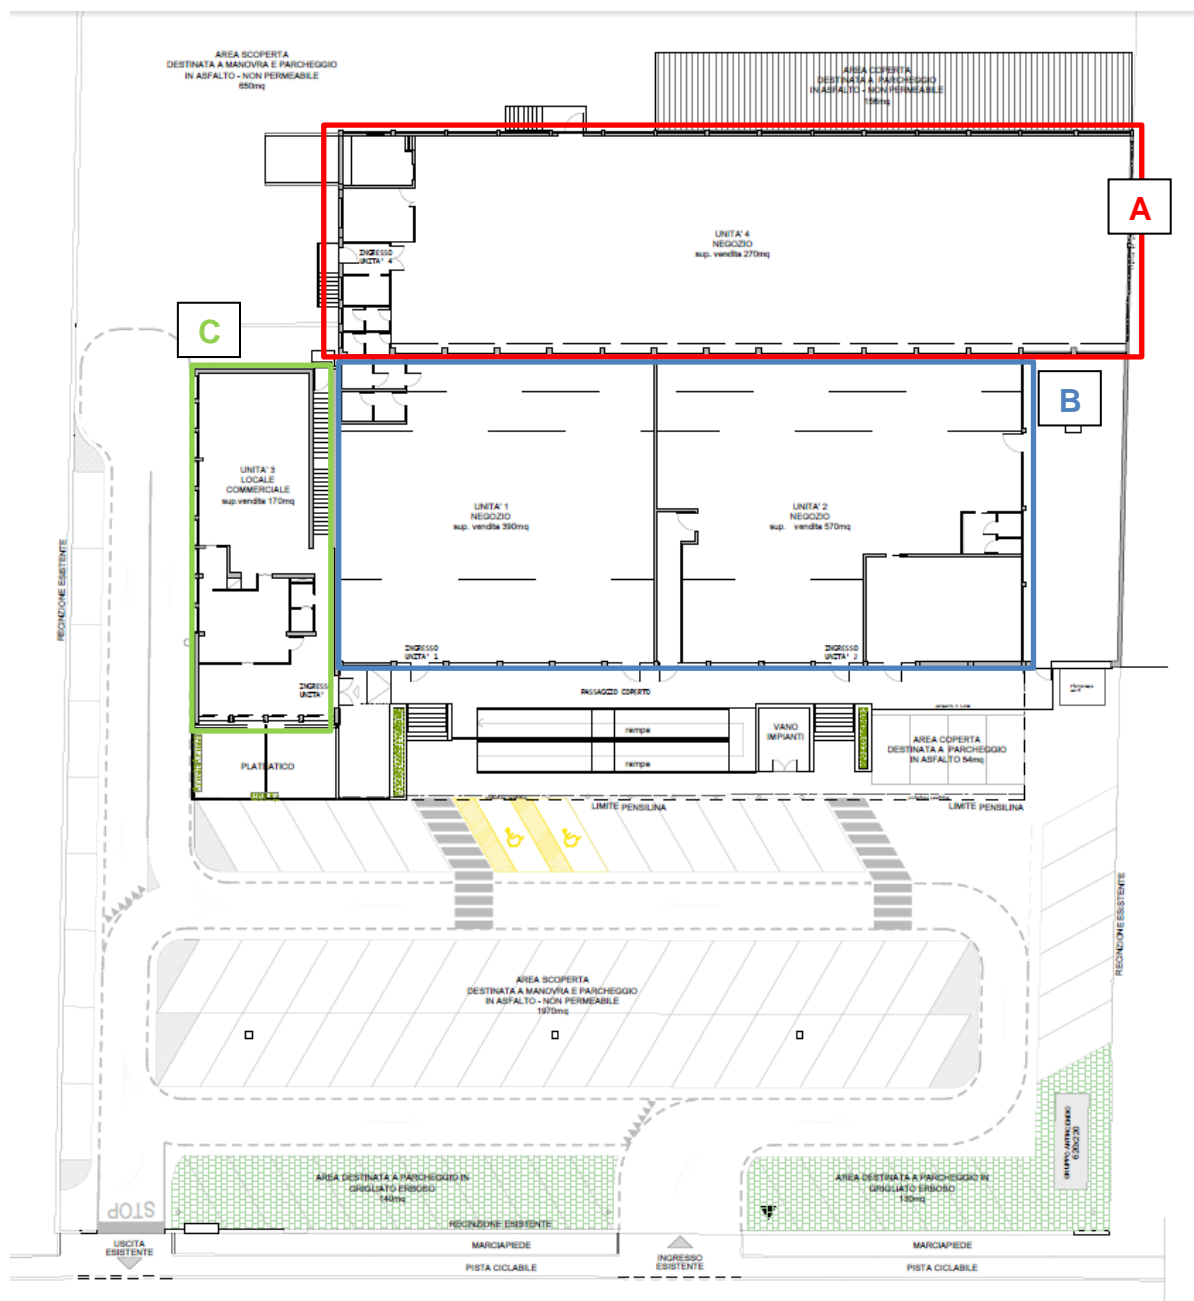 AREA SCOPERTA
DESTINATA A MANOVRA E PARCHEGGIO
IN ASFALTO - NON PERMEABILE
650mq
AREA COPERTA
DESTINATA A PARCHEGGIO
IN ASFALTO - NON PERMEABILE
156mq
A
UNITA' 4
NEGOZIO
sup. vendita 270mq
INGRESSO
UNITA' 4
C
B
UNITA' 3
LOCALE
COMMERCIALE
sup.vendita 170mq
UNITA' 1
NEGOZIO
sup. vendita 390mq
UNITA' 2
NEGOZIO
sup. vendita 570mq
RECINZIONE ESISTENTE
INGRESSO
UNITA' 1
INGRESSO
UNITA' 2
INGRESS
UNITA'
PASSAGGIO COPERTO
rampa
rampa
VANO
IMPIANTI
AREA COPERTA
DESTINATA A PARCHEGGIO
IN ASFALTO 54mq
PLATEATICO
LIMITE PENSILINA
LIMITE PENSILINA
RECINZIONE ESISTENTE
AREA SCOPERTA
DESTINATA A MANOVRA E PARCHEGGIO
IN ASFALTO - NON PERMEABILE
1970mq
GRUPPO ANTINCENDIO
620x220
AREA DESTINATA A PARCHEGGIO IN
GRIGLIATO ERBOSO
140mq
AREA DESTINATA A PARCHEGGIO IN
GRIGLIATO ERBOSO
130mq
STOP
RECINZIONE ESISTENTE
USCITA
ESISTENTE
MARCIAPIEDE
PISTA CICLABILE
INGRESSO
ESISTENTE
MARCIAPIEDE
PISTA CICLABILE